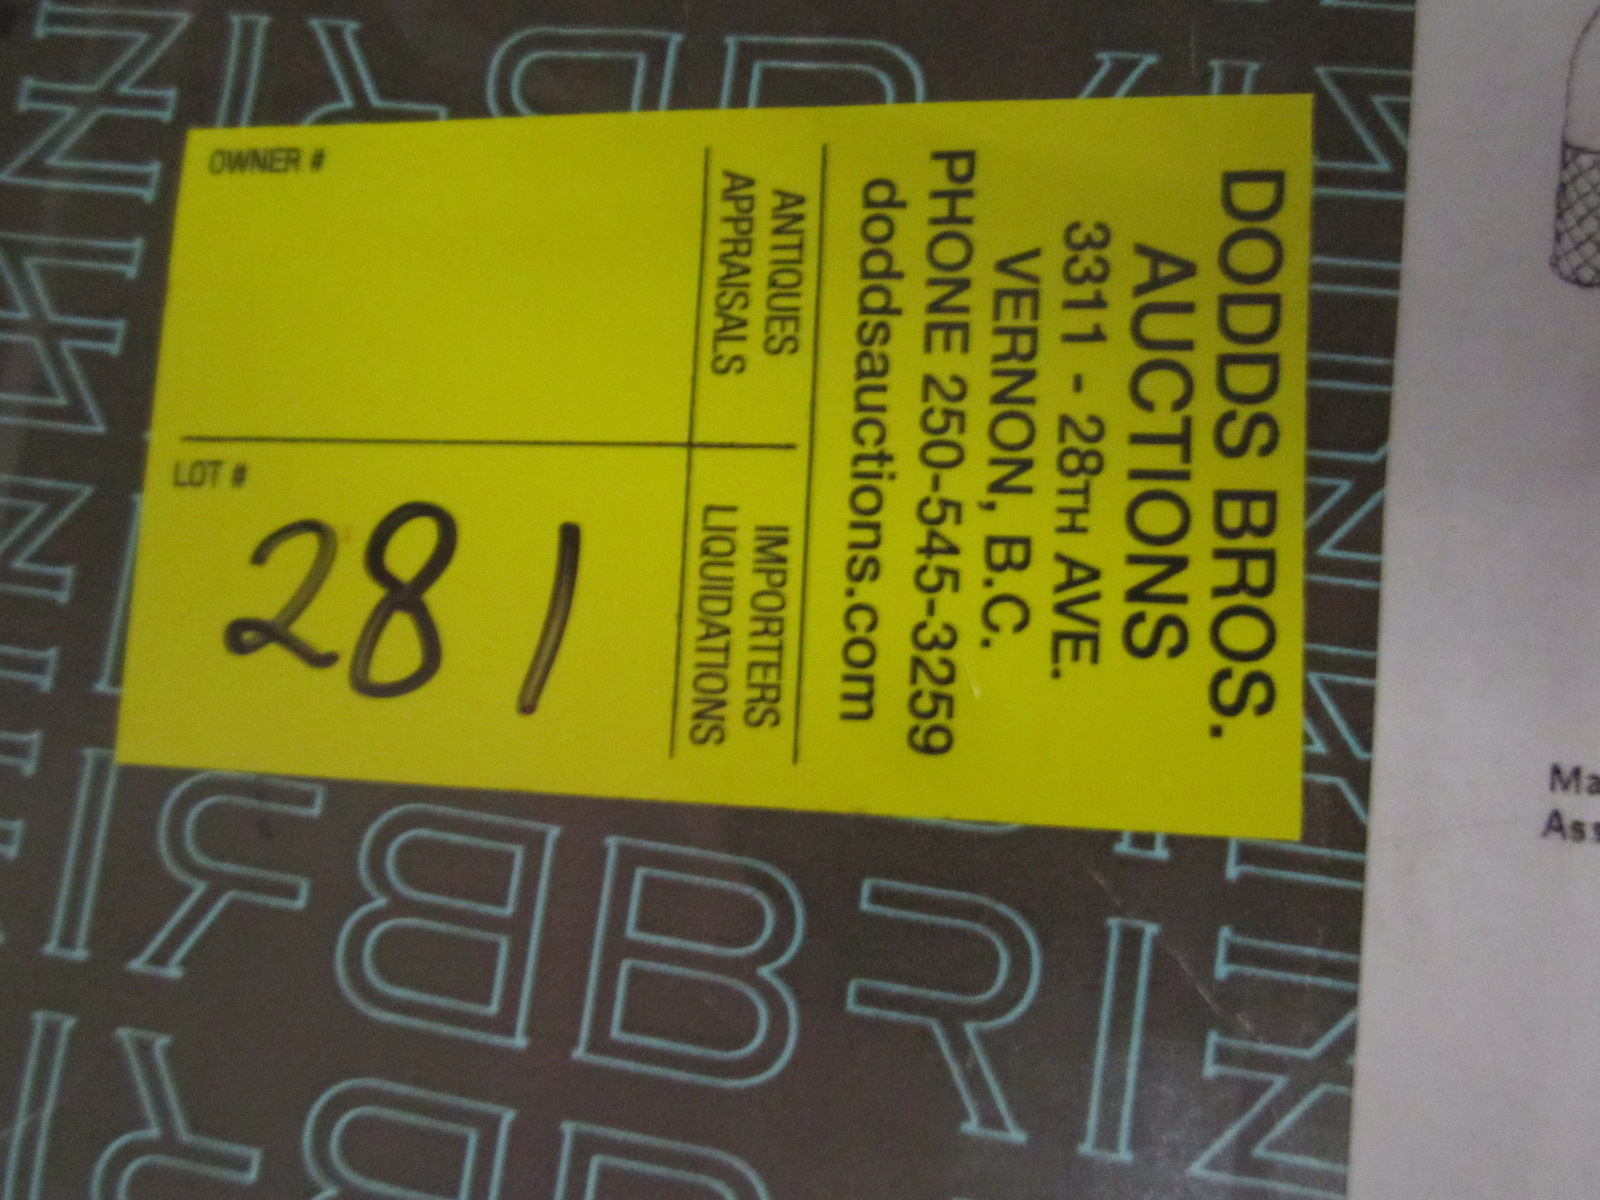 DODDS BROS.
AUCTIONS
3311 - 28TH AVE.
VERNON, B.C.
PHONE 250-545-3259
doddsauctions.com
ANTIQUES
APPRAISALS
IMPORTERS
LIQUIDATIONS
OWNER #
LOT #
281
Ma
Ass